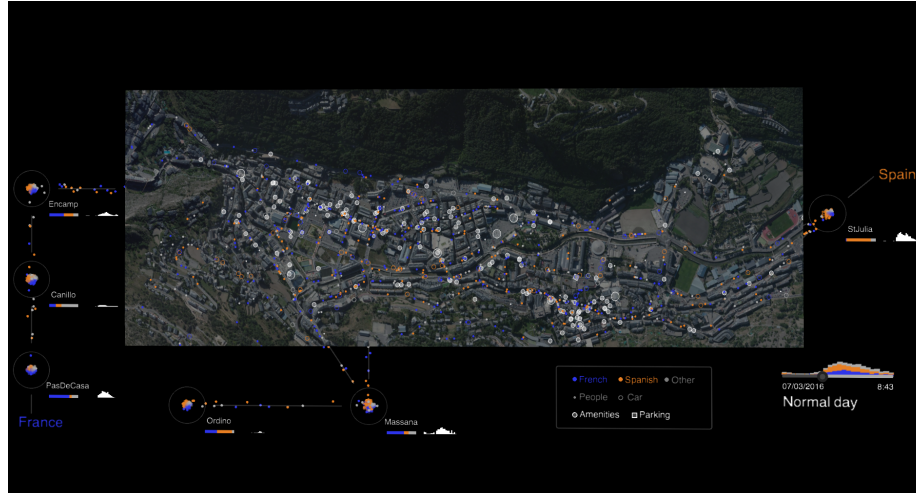 Spain
Encamp
StJulia
Canillo
PasDeCasa
France
Ordino
Massana
French Spanish Other
People Car
Amenities Parking
07/03/2016 8:43
Normal day